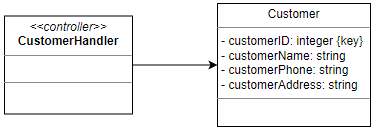 <<controller>>
CustomerHandler
Customer
- customerID: integer {key}
- customerName: string
- customerPhone: string
- customerAddress: string